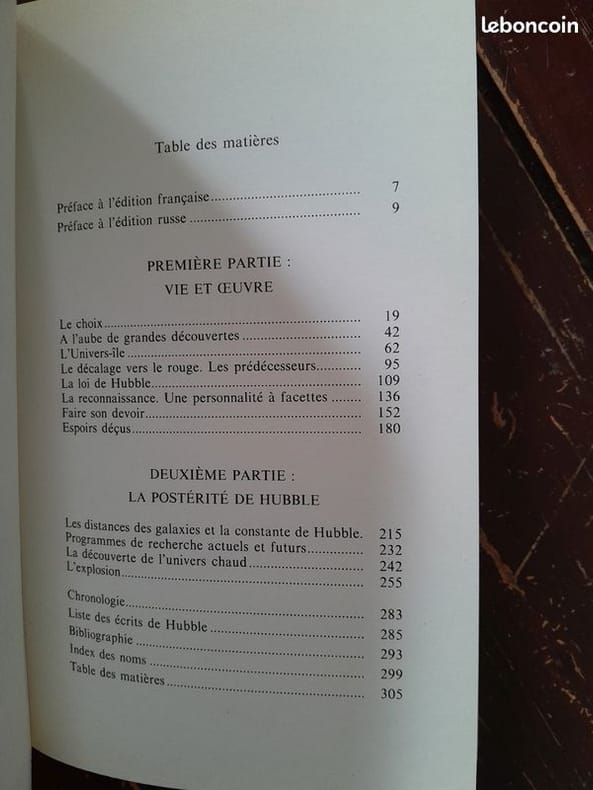 leboncoin
Table des matières
Préface à l'édition française........................................ 7
Préface à l'édition russe ............................................. 9
PREMIÈRE PARTIE :
VIE ET ŒUVRE
Le choix.................................................................... 19
A l'aube de grandes découvertes ............................... 42
L'Univers-île ............................................................. 62
Le décalage vers le rouge. Les prédécesseurs........... 95
La loi de Hubble....................................................... 109
La reconnaissance. Une personnalité à facettes ........ 136
Faire son devoir......................................................... 152
Espoirs déçus............................................................. 180
DEUXIÈME PARTIE :
LA POSTÉRITÉ DE HUBBLE
Les distances des galaxies et la constante de Hubble. 215
Programmes de recherche actuels et futurs.............. 232
La découverte de l'univers chaud.............................. 242
L'explosion................................................................. 255
Chronologie................................................................ 283
Liste des écrits de Hubble ......................................... 285
Bibliographie ............................................................. 293
Index des noms .......................................................... 299
Table des matières ..................................................... 305